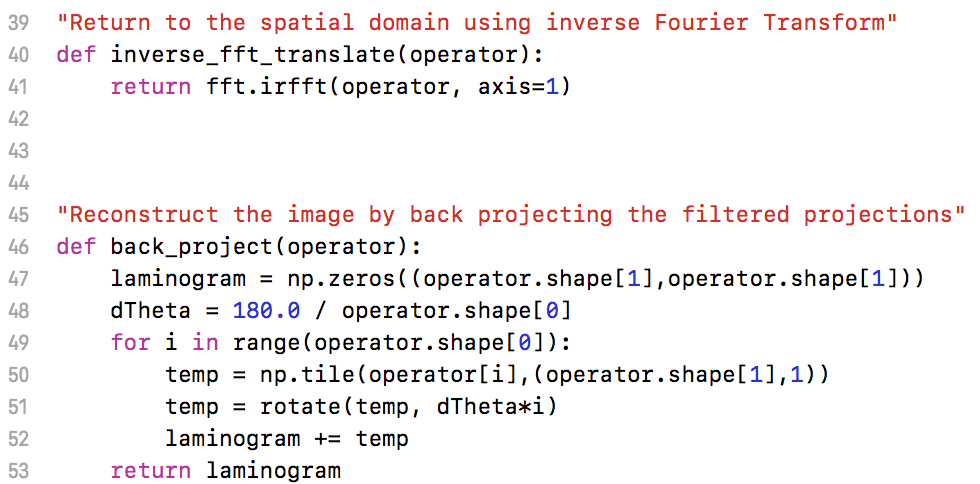 39 "Return to the spatial domain using inverse Fourier Transform"
40 def inverse_fft_translate(operator):
41     return fft.irfft(operator, axis=1)
42
43
44
45 "Reconstruct the image by back projecting the filtered projections"
46 def back_project(operator):
47     laminogram = np.zeros((operator.shape[1],operator.shape[1]))
48     dTheta = 180.0 / operator.shape[0]
49     for i in range(operator.shape[0]):
50         temp = np.tile(operator[i],(operator.shape[1],1))
51         temp = rotate(temp, dTheta*i)
52         laminogram += temp
53     return laminogram